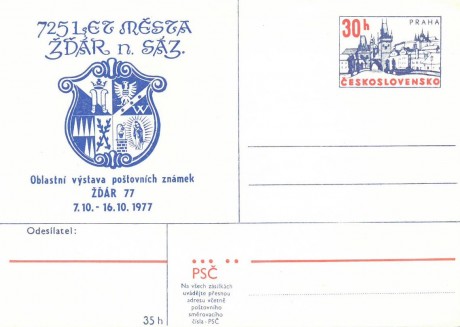 725 LET MĚSTA
ŽĎÁR n. SÁZ.
W
Oblastní výstava poštovních známek
ŽĎÁR 77
7.10. - 16.10. 1977
30h
PRAHA
ČESKOSLOVENSKO
Odesílatel:
35 h
PSČ
Na všech zásilkách
uvádějte přesnou
adresu včetně
poštovního
směrovacího
čísla - PSČ